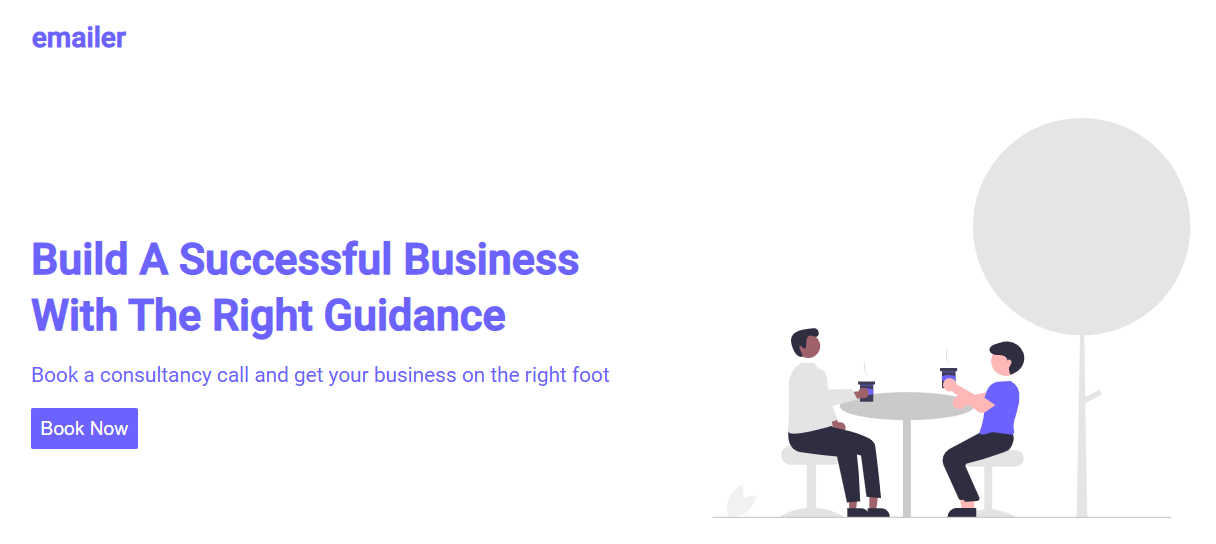 emailer
Build A Successful Business
With The Right Guidance
Book a consultancy call and get your business on the right foot
Book Now